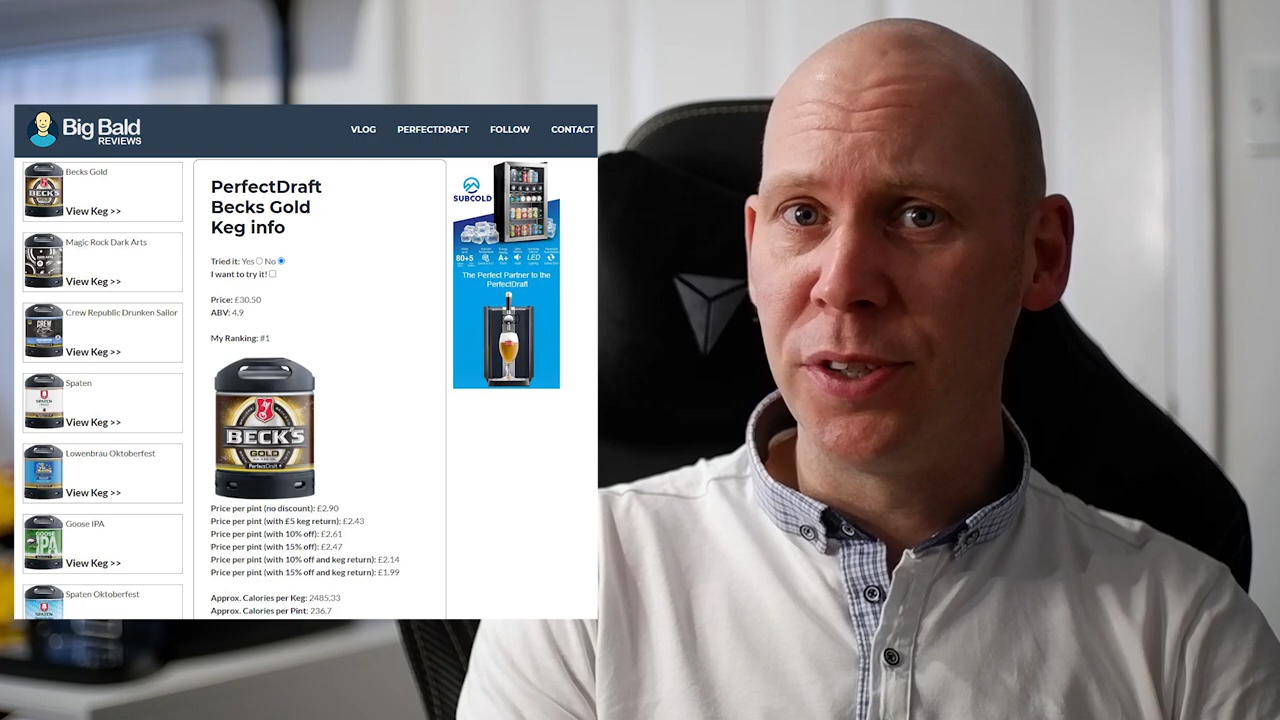 Big Bald
REVIEWS
VLOG
PERFECTDRAFT
FOLLOW
CONTACT
Becks Gold
View Keg >>
Magic Rock Dark Arts
View Keg >>
Crew Republic Drunken Sailor
View Keg >>
Spaten
View Keg >>
Lowenbrau Oktoberfest
View Keg >>
Goose IPA
View Keg >>
Spaten Oktoberfest
PerfectDraft
Becks Gold
Keg info
Tried it: Yes No
I want to try it!
Price: £30.50
ABV: 4.9
My Ranking: #1
BECK'S
GOLD
PerfectDraft
Price per pint (no discount): £2.90
Price per pint (with £5 keg return): £2.43
Price per pint (with 10% off): £2.61
Price per pint (with 15% off): £2.47
Price per pint (with 10% off and keg return): £2.14
Price per pint (with 15% off and keg return): £1.99
Approx. Calories per Keg: 2485.33
Approx. Calories per Pint: 236.7
SUBCOLD
80+5
A+
LED
The Perfect Partner to the
PerfectDraft